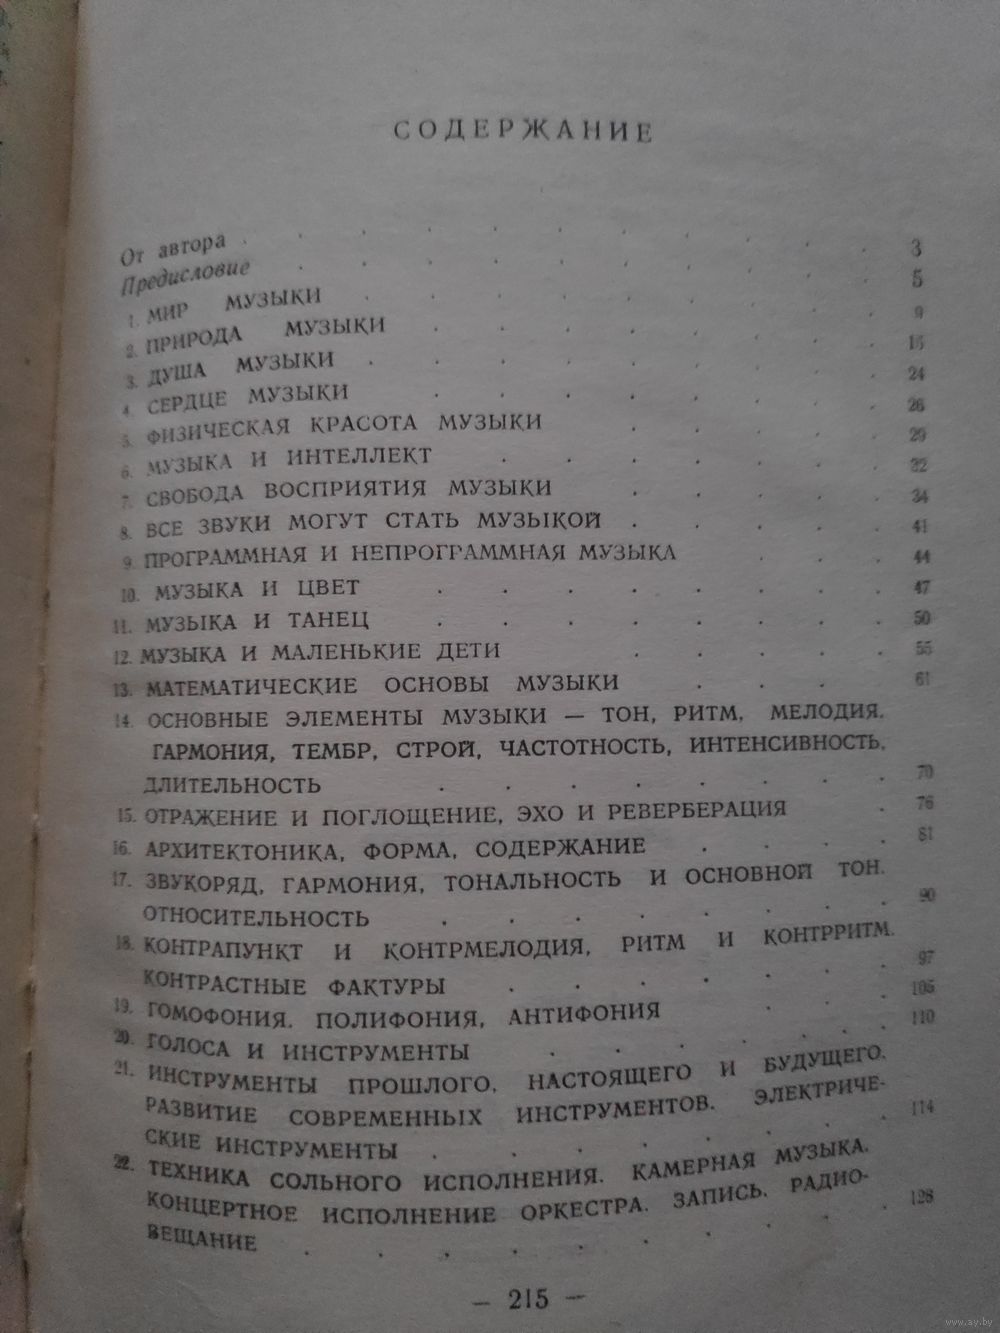 СОДЕРЖАНИЕ
От автора . . . . . . . . . . 3
Предисловие . . . . . . . . . 5
1. МИР МУЗЫКИ . . . . . . . . 9
2. ПРИРОДА МУЗЫКИ . . . . . . . 15
3. ДУША МУЗЫКИ . . . . . . . . 24
4. СЕРДЦЕ МУЗЫКИ . . . . . . . 26
5. ФИЗИЧЕСКАЯ КРАСОТА МУЗЫКИ . . . . 29
6. МУЗЫКА И ИНТЕЛЛЕКТ . . . . . . 32
7. СВОБОДА ВОСПРИЯТИЯ МУЗЫКИ . . . . 34
8. ВСЕ ЗВУКИ МОГУТ СТАТЬ МУЗЫКОЙ . . . . . 41
9. ПРОГРАММНАЯ И НЕПРОГРАММНАЯ МУЗЫКА . . . 44
10. МУЗЫКА И ЦВЕТ . . . . . . . 47
11. МУЗЫКА И ТАНЕЦ . . . . . . . 50
12. МУЗЫКА И МАЛЕНЬКИЕ ДЕТИ . . . . . 55
13. МАТЕМАТИЧЕСКИЕ ОСНОВЫ МУЗЫКИ . . . 61
14. ОСНОВНЫЕ ЭЛЕМЕНТЫ МУЗЫКИ — ТОН, РИТМ, МЕЛОДИЯ,
ГАРМОНИЯ, ТЕМБР, СТРОЙ, ЧАСТОТНОСТЬ, ИНТЕНСИВНОСТЬ,
ДЛИТЕЛЬНОСТЬ . . . . . . . . 70
15. ОТРАЖЕНИЕ И ПОГЛОЩЕНИЕ, ЭХО И РЕВЕРБЕРАЦИЯ . 76
16. АРХИТЕКТОНИКА, ФОРМА, СОДЕРЖАНИЕ . . . . 81
17. ЗВУКОРЯД, ГАРМОНИЯ, ТОНАЛЬНОСТЬ И ОСНОВНОЙ ТОН.
ОТНОСИТЕЛЬНОСТЬ . . . . . . . . 90
18. КОНТРАПУНКТ И КОНТРМЕЛОДИЯ, РИТМ И КОНТРРИТМ.
КОНТРАСТНЫЕ ФАКТУРЫ . . . . . . 97
19. ГОМОФОНИЯ, ПОЛИФОНИЯ, АНТИФОНИЯ . . . 105
20. ГОЛОСА И ИНСТРУМЕНТЫ . . . . . . 110
21. ИНСТРУМЕНТЫ ПРОШЛОГО, НАСТОЯЩЕГО И БУДУЩЕГО.
РАЗВИТИЕ СОВРЕМЕННЫХ ИНСТРУМЕНТОВ. ЭЛЕКТРИЧЕ-
СКИЕ ИНСТРУМЕНТЫ . . . . . . . . 114
22. ТЕХНИКА СОЛЬНОГО ИСПОЛНЕНИЯ. КАМЕРНАЯ МУЗЫКА.
КОНЦЕРТНОЕ ИСПОЛНЕНИЕ ОРКЕСТРА. ЗАПИСЬ. РАДИО-
ВЕЩАНИЕ . . . . . . . . . 128
— 215 —
www.ay.by